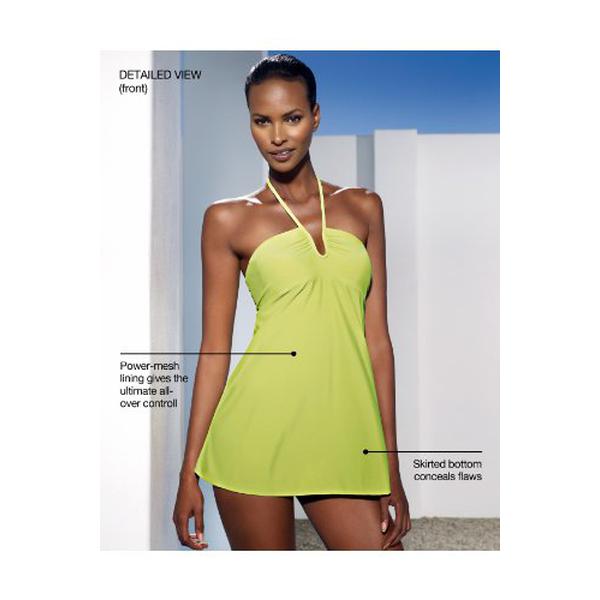 DETAILED VIEW
(front)
Power-mesh
lining gives the
ultimate all-
over controll
Skirted bottom
conceals flaws